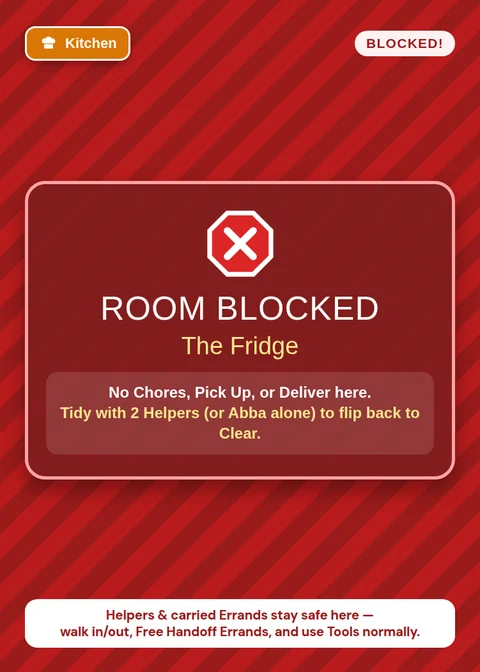 Kitchen
BLOCKED!
ROOM BLOCKED
The Fridge
No Chores, Pick Up, or Deliver here.
Tidy with 2 Helpers (or Abba alone) to flip back to
Clear.
Helpers & carried Errands stay safe here —
walk in/out, Free Handoff Errands, and use Tools normally.